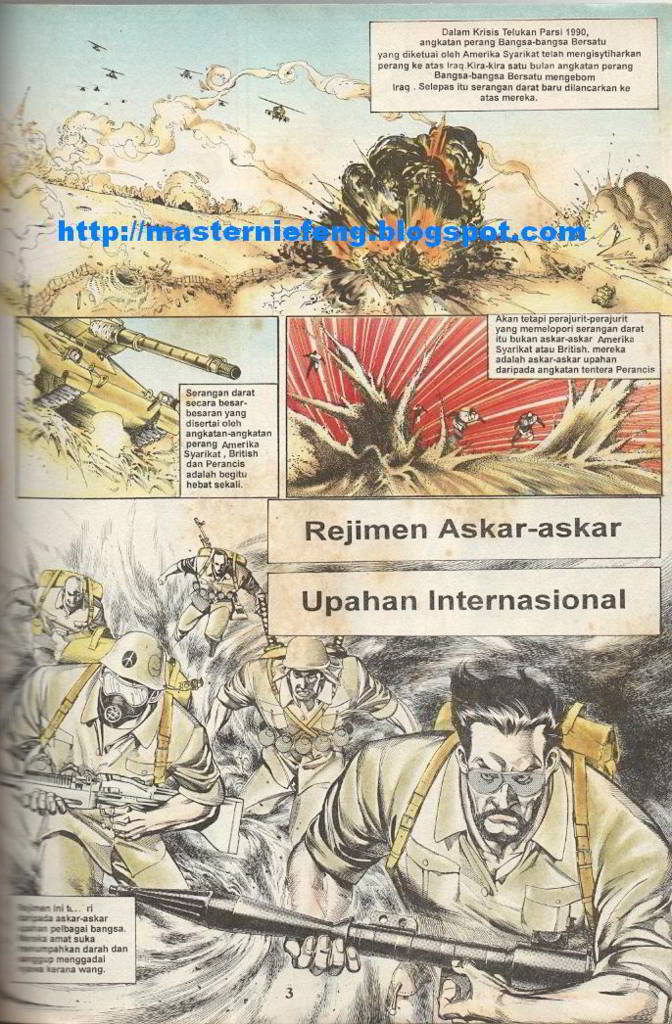 Dalam Krisis Telukan Parsi 1990,
angkatan perang Bangsa-bangsa Bersatu
yang diketuai oleh Amerika Syarikat telah mengisytiharkan
perang ke atas Iraq.Kira-kira satu bulan angkatan perang
Bangsa-bangsa Bersatu mengebom
Iraq . Selepas itu serangan darat baru dilancarkan ke
atas mereka.
http://masterniefeng.blogspot.com
Serangan darat
secara besar-
besaran yang
disertai oleh
angkatan-angkatan
perang Amerika
Syarikat , British
dan Perancis
adalah begitu
hebat sekali.
Akan tetapi perajurit-perajurit
yang memelopori serangan darat
itu bukan askar-askar Amerika
Syarikat atau British. mereka
adalah askar-askar upahan
daripada angkatan tentera Perancis
Rejimen Askar-askar
Upahan Internasional
Rejimen ini
daripada askar-askar
upahan pelbagai bangsa.
Mereka amat suka
menumpahkan darah dan
sanggup menggadai
nyawa kerana wang.
3